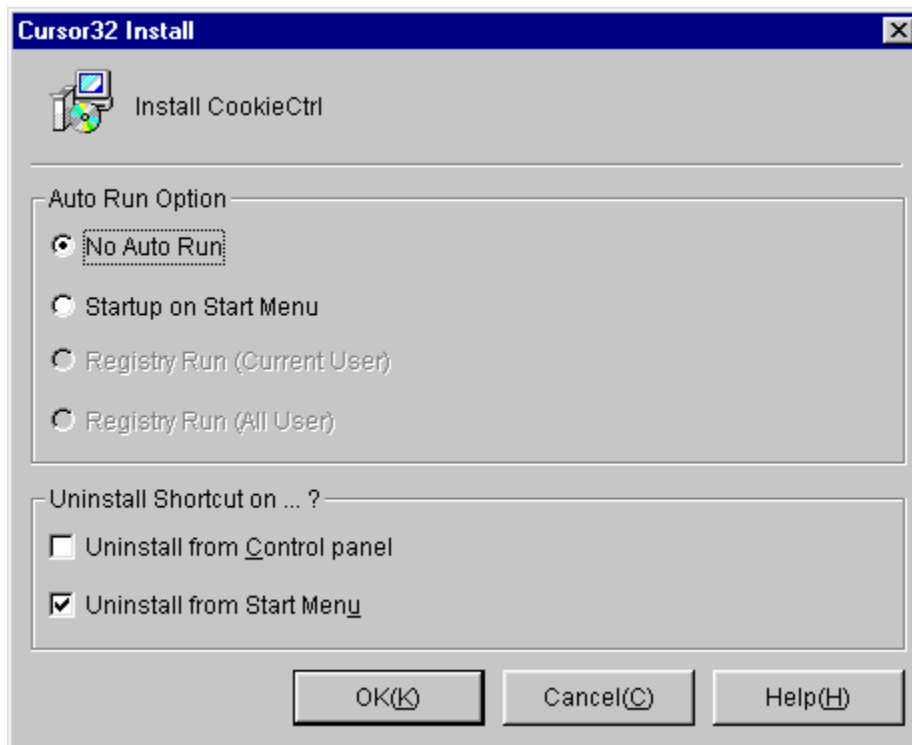 Cursor32 Install
Install CookieCtrl
Auto Run Option
No Auto Run
Startup on Start Menu
Registry Run (Current User)
Registry Run (All User)
Uninstall Shortcut on ... ?
Uninstall from Control panel
Uninstall from Start Menu
OK(K) Cancel(C) Help(H)